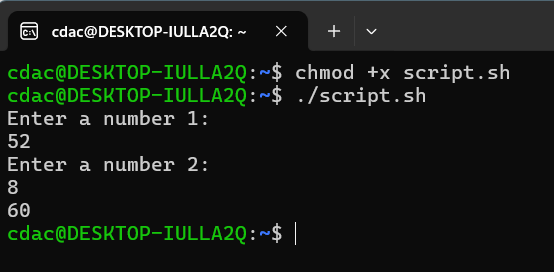 cdac@DESKTOP-IULLA2Q: ~
cdac@DESKTOP-IULLA2Q:~$ chmod +x script.sh
cdac@DESKTOP-IULLA2Q:~$ ./script.sh
Enter a number 1:
52
Enter a number 2:
8
60
cdac@DESKTOP-IULLA2Q:~$